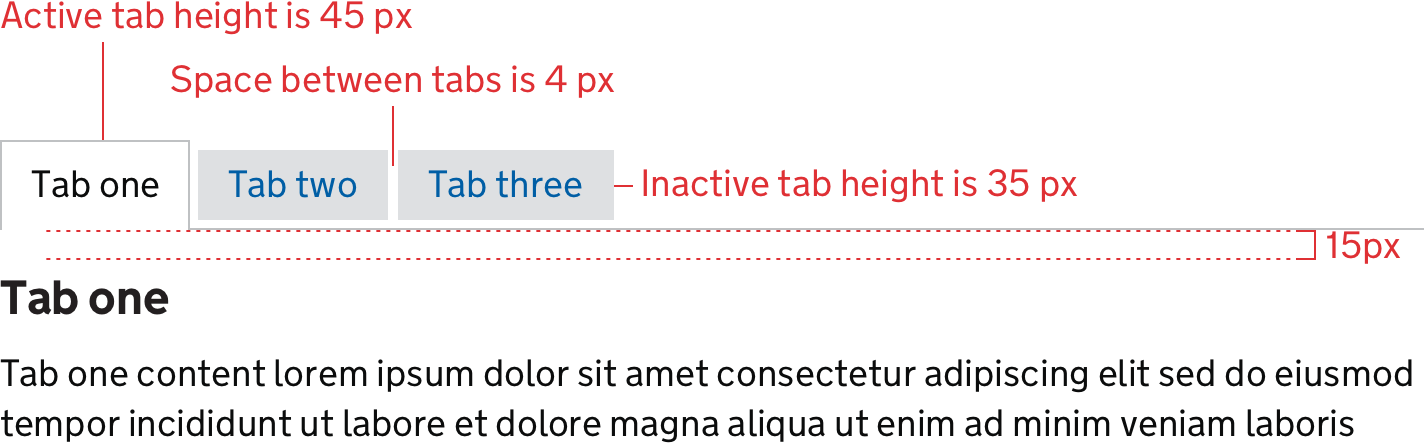 Active tab height is 45 px
Space between tabs is 4 px
Tab one
Tab two
Tab three
Inactive tab height is 35 px
15px
Tab one
Tab one content lorem ipsum dolor sit amet consectetur adipiscing elit sed do eiusmod
tempor incididunt ut labore et dolore magna aliqua ut enim ad minim veniam laboris